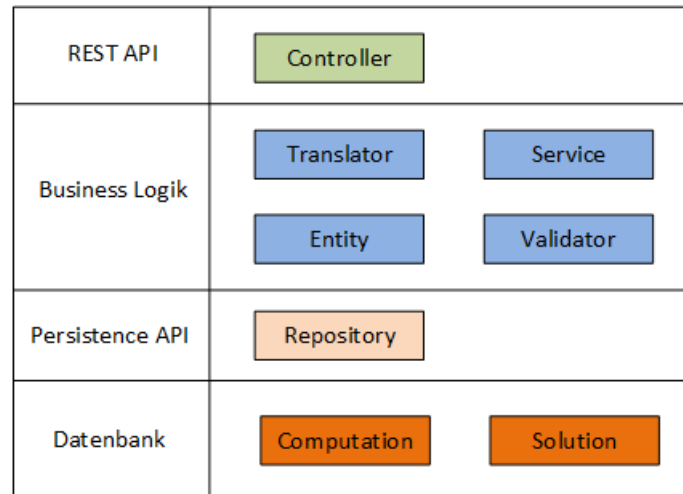 REST API
Controller
Business Logik
Translator
Service
Entity
Validator
Persistence API
Repository
Datenbank
Computation
Solution